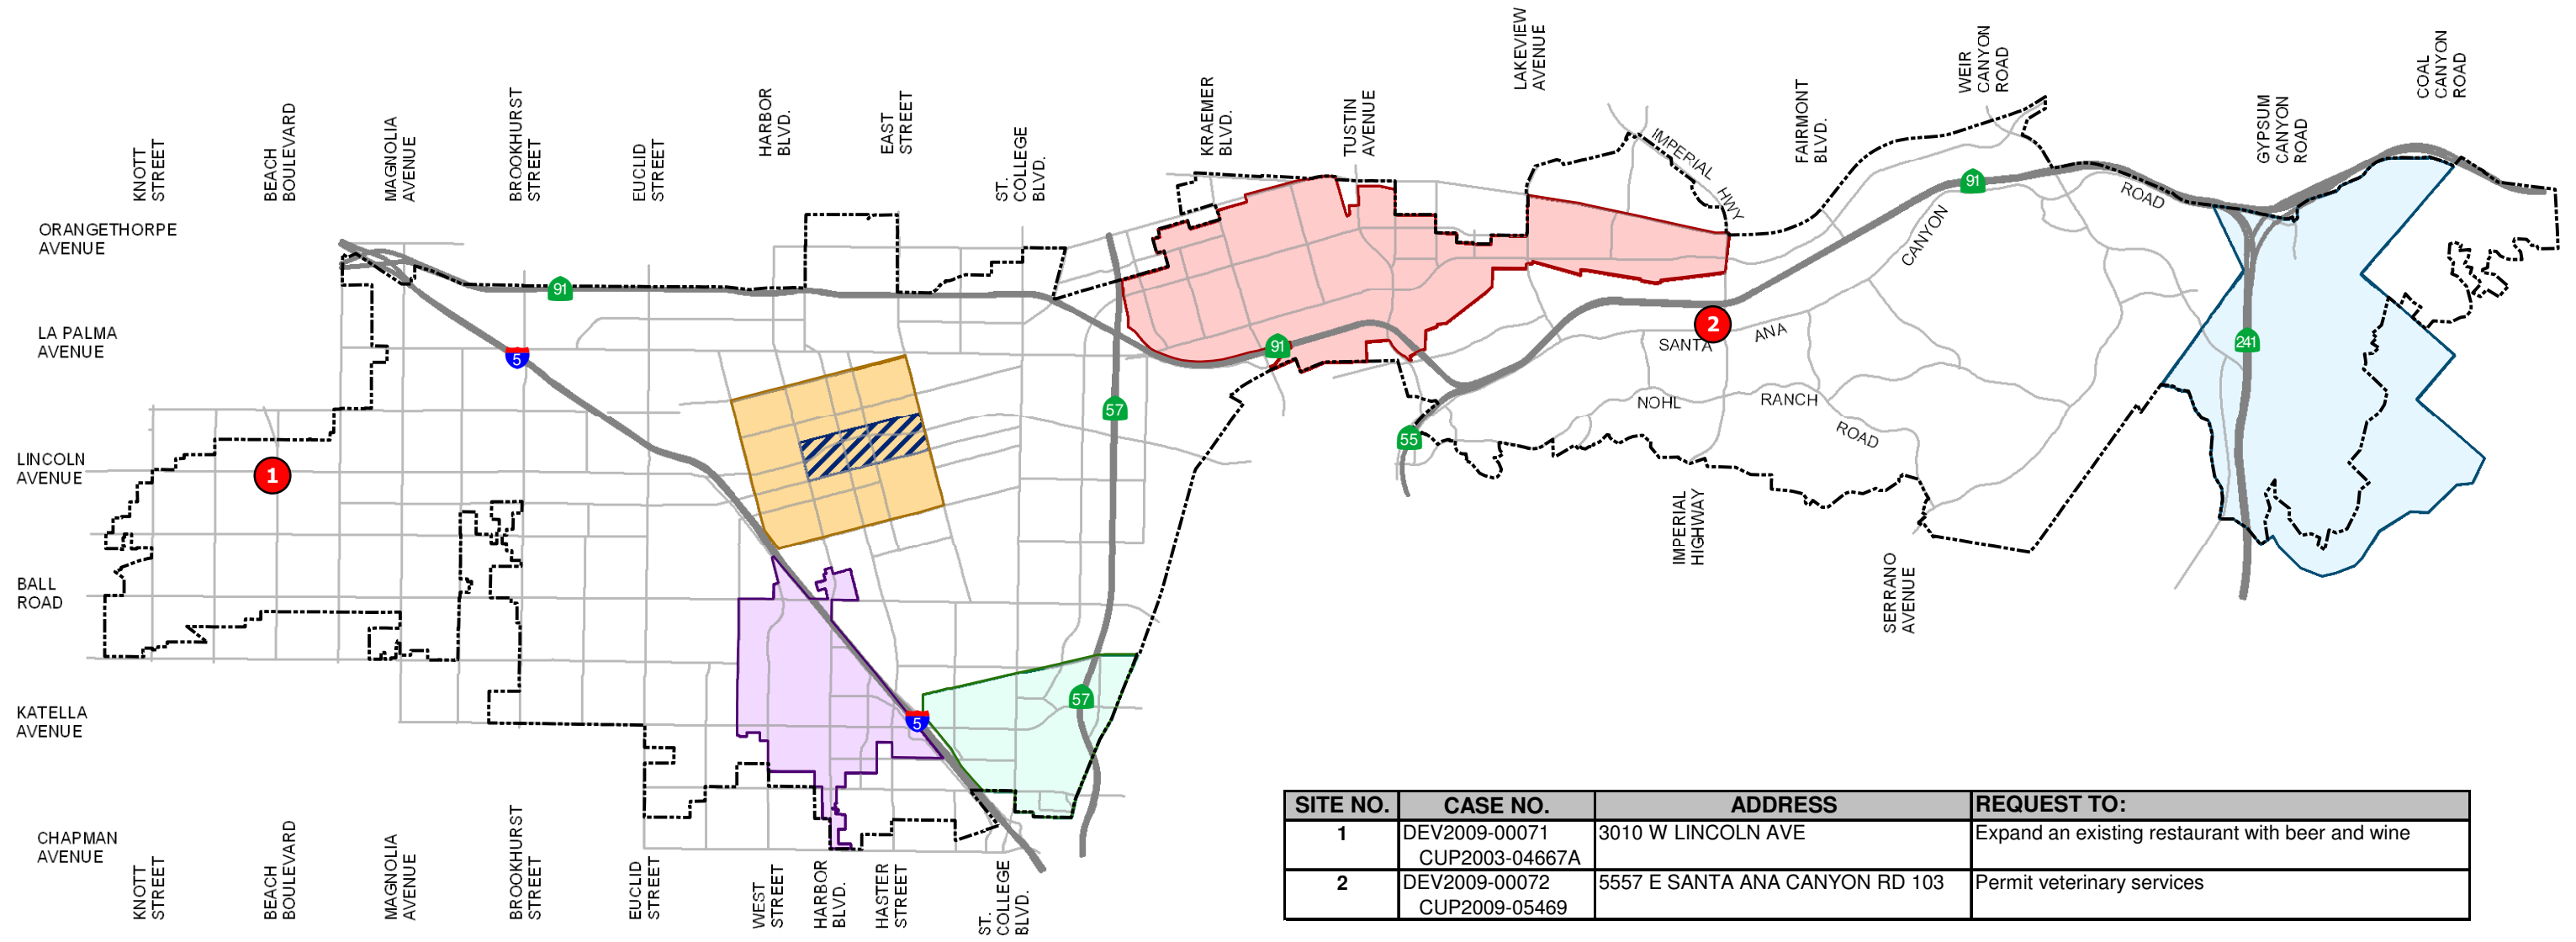 KNOTT
STREET
BEACH
BOULEVARD
MAGNOLIA
AVENUE
BROOKHURST
STREET
EUCLID
STREET
HARBOR
BLVD.
EAST
STREET
ST.
COLLEGE
BLVD.
KRAEMER
BLVD.
TUSTIN
AVENUE
LAKEVIEW
AVENUE
IMPERIAL HWY
FAIRMONT
BLVD.
WEIR
CANYON
ROAD
GYPSUM
CANYON
ROAD
COAL
CANYON
ROAD
ORANGETHORPE
AVENUE
LA PALMA
AVENUE
LINCOLN
AVENUE
BALL
ROAD
KATELLA
AVENUE
CHAPMAN
AVENUE
91
5
1
57
91
55
2
91
241
5
57
SANTA ANA CANYON ROAD
NOHL RANCH ROAD
IMPERIAL
HIGHWAY
SERRANO
AVENUE
KNOTT
STREET
BEACH
BOULEVARD
MAGNOLIA
AVENUE
BROOKHURST
STREET
EUCLID
STREET
WEST
STREET
HARBOR
BLVD.
HASTER
STREET
ST.
COLLEGE
BLVD.
SITE NO. CASE NO. ADDRESS REQUEST TO:
1 DEV2009-00071 3010 W LINCOLN AVE Expand an existing restaurant with beer and wine
CUP2003-04667A
2 DEV2009-00072 5557 E SANTA ANA CANYON RD 103 Permit veterinary services
CUP2009-05469